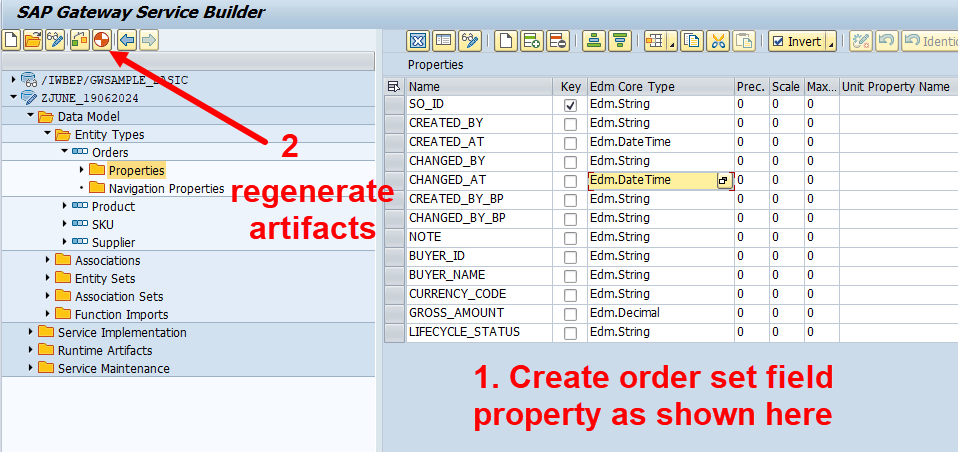 SAP Gateway Service Builder
Invert
Identic
Properties
Name Key Edm Core Type Prec. Scale Max... Unit Property Name
/IWBEP/GWSAMPLE_BASIC
ZJUNE_19062024
Data Model
Entity Types
Orders
Properties
Navigation Properties
Product
SKU
Supplier
Associations
Entity Sets
Association Sets
Function Imports
Service Implementation
Runtime Artifacts
Service Maintenance
SO_ID Edm.String 0 0 0
CREATED_BY Edm.String 0 0 0
CREATED_AT Edm.DateTime 0 0 0
CHANGED_BY Edm.String 0 0 0
CHANGED_AT Edm.DateTime 0 0 0
CREATED_BY_BP Edm.String 0 0 0
CHANGED_BY_BP Edm.String 0 0 0
NOTE Edm.String 0 0 0
BUYER_ID Edm.String 0 0 0
BUYER_NAME Edm.String 0 0 0
CURRENCY_CODE Edm.String 0 0 0
GROSS_AMOUNT Edm.Decimal 0 0 0
LIFECYCLE_STATUS Edm.String 0 0 0
2
regenerate
artifacts
1. Create order set field
property as shown here